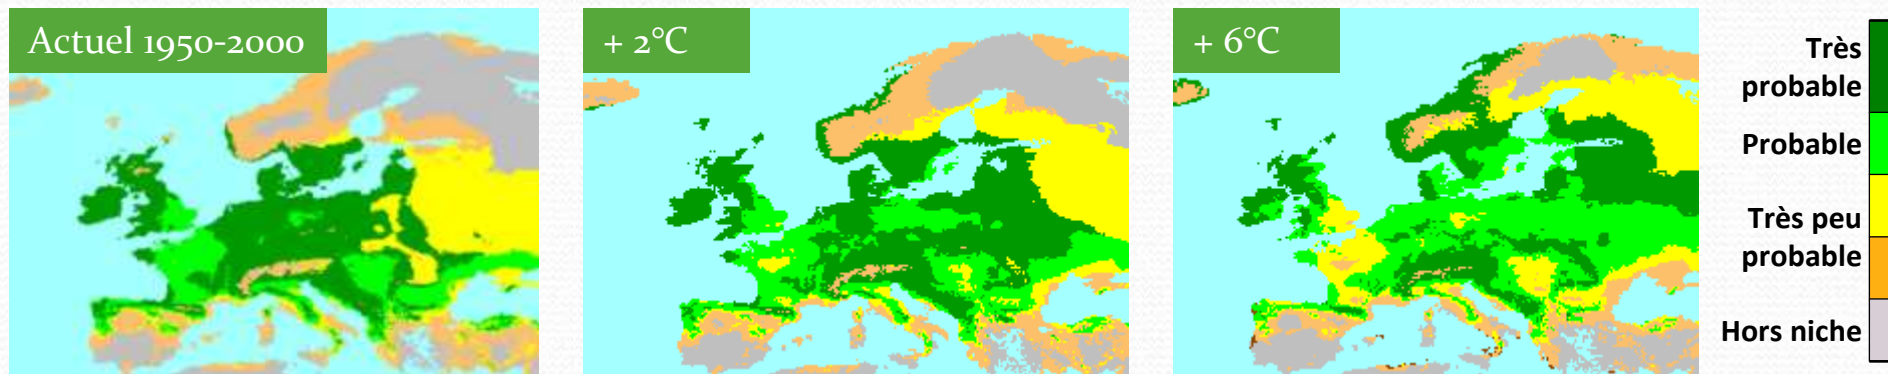 Actuel 1950-2000
+ 2°C
+ 6°C
Très
probable
Probable
Très peu
probable
Hors niche